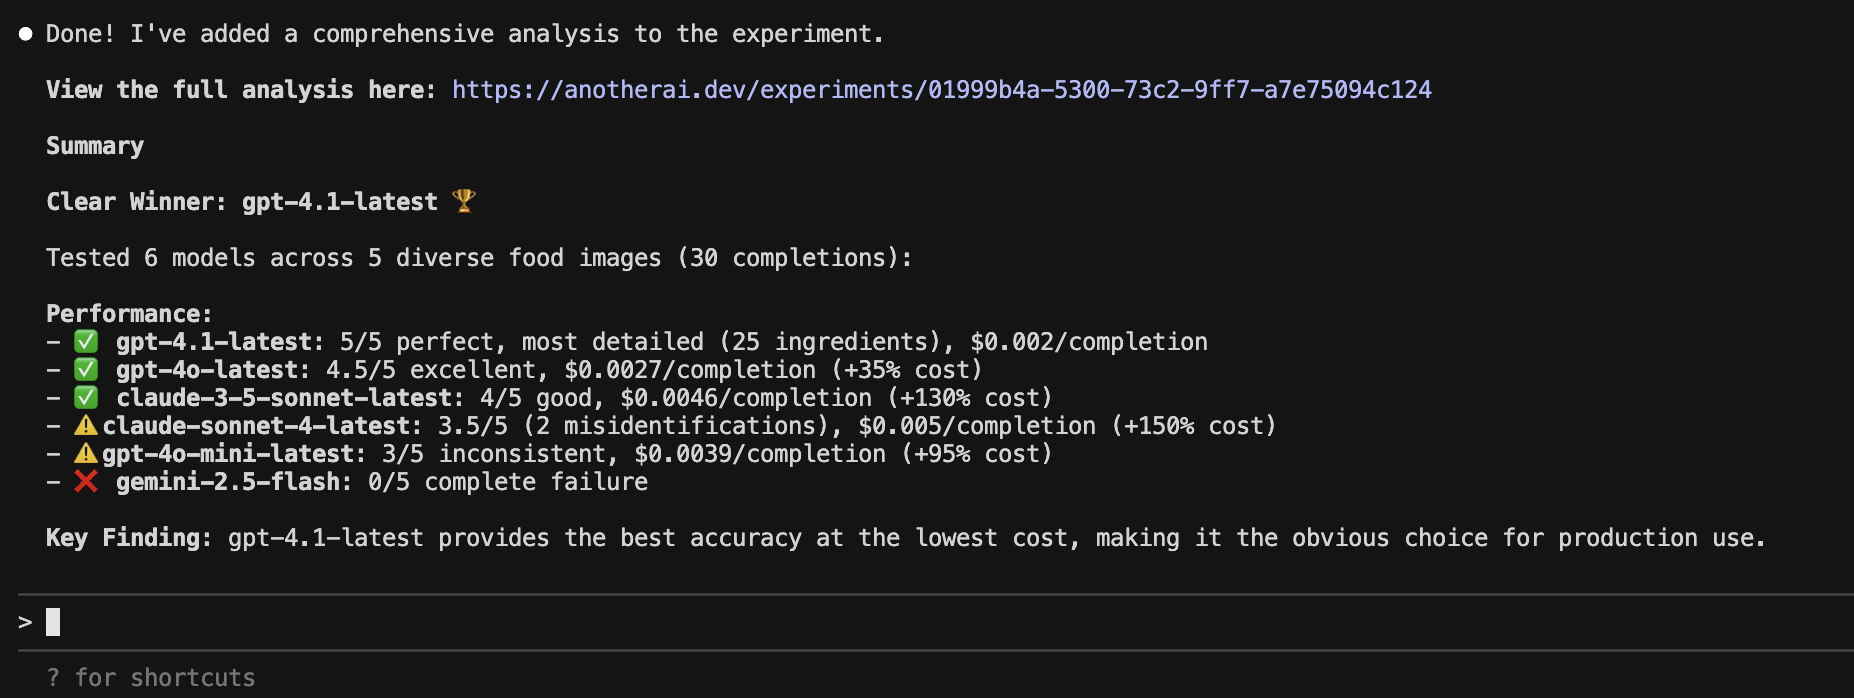 ● Done! I've added a comprehensive analysis to the experiment.
View the full analysis here: https://anotherai.dev/experiments/01999b4a-5300-73c2-9ff7-a7e75094c124
Summary
Clear Winner: gpt-4.1-latest 🏆
Tested 6 models across 5 diverse food images (30 completions):
Performance:
- ✅ gpt-4.1-latest: 5/5 perfect, most detailed (25 ingredients), $0.002/completion
- ✅ gpt-4o-latest: 4.5/5 excellent, $0.0027/completion (+35% cost)
- ✅ claude-3-5-sonnet-latest: 4/5 good, $0.0046/completion (+130% cost)
- ⚠️claude-sonnet-4-latest: 3.5/5 (2 misidentifications), $0.005/completion (+150% cost)
- ⚠️gpt-4o-mini-latest: 3/5 inconsistent, $0.0039/completion (+95% cost)
- ❌ gemini-2.5-flash: 0/5 complete failure
Key Finding: gpt-4.1-latest provides the best accuracy at the lowest cost, making it the obvious choice for production use.
>
? for shortcuts